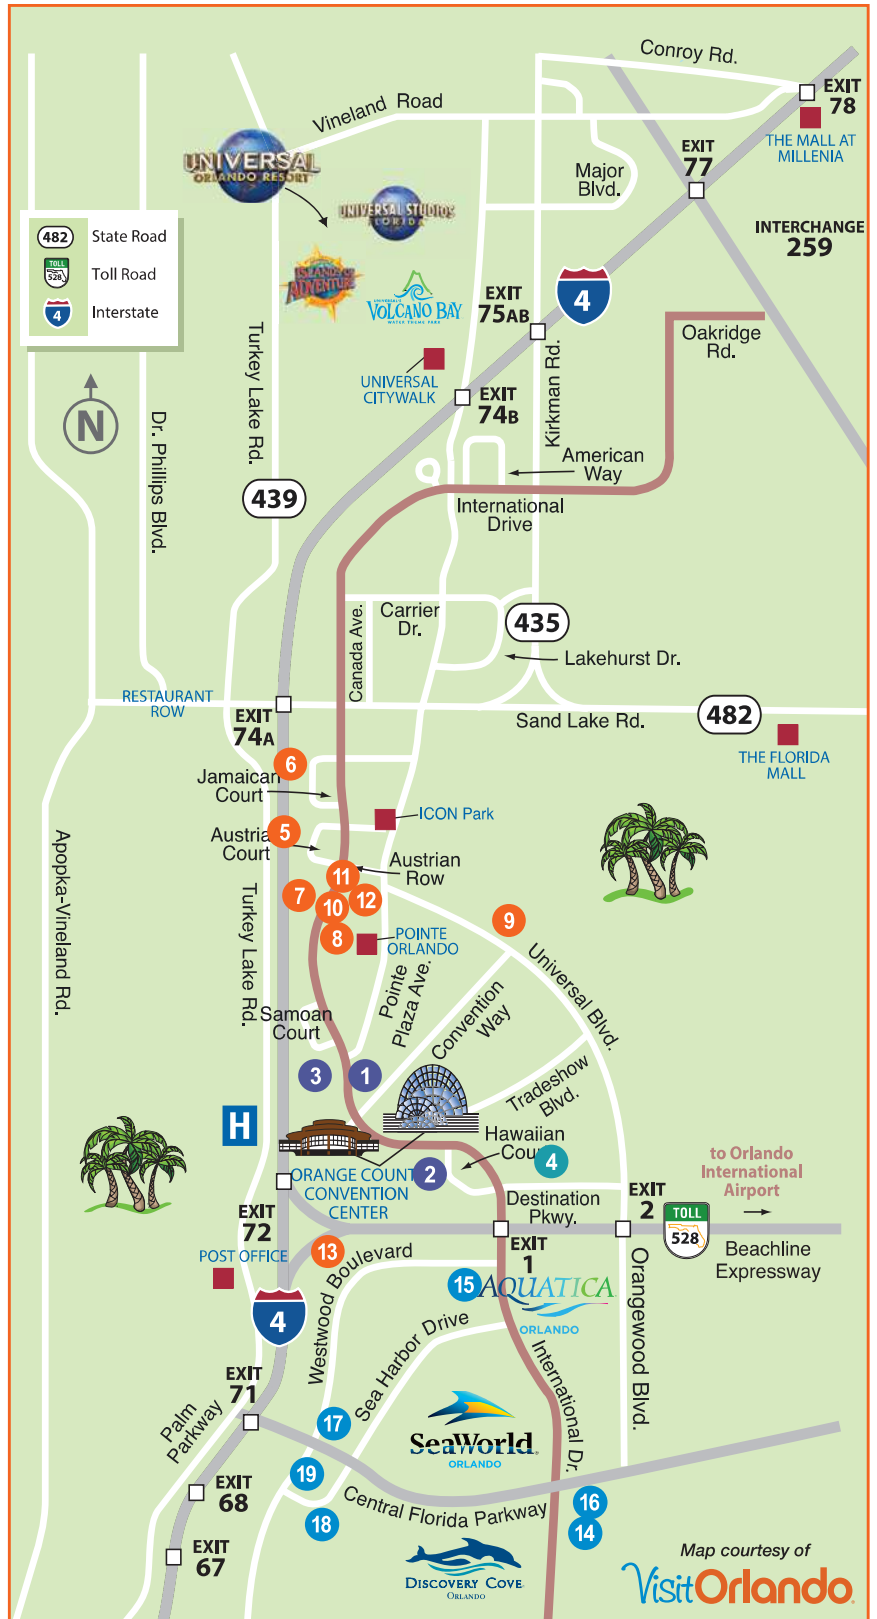 Conroy Rd.
EXIT
78
THE MALL AT
MILLENIA
Vineland Road
EXIT
77
Major
Blvd.
UNIVERSAL
ORLANDO RESORT
UNIVERSAL STUDIOS
FLORIDA
INTERCHANGE
259
482 State Road
TOLL
528 Toll Road
4 Interstate
ISLANDS OF
ADVENTURE
UNIVERSAL'S
VOLCANO BAY
WATER THEME PARK
EXIT
75AB
4
Oakridge
Rd.
Turkey Lake Rd.
Kirkman Rd.
UNIVERSAL
CITYWALK
EXIT
74B
N
Dr. Phillips Blvd.
American
Way
439
International
Drive
Canada Ave.
Carrier
Dr.
435
Lakehurst Dr.
RESTAURANT
ROW
EXIT
74A
Sand Lake Rd.
482
THE FLORIDA
MALL
6
Jamaican
Court
ICON Park
5
Austria
Court
Austrian
Row
Apopka-Vineland Rd.
Turkey Lake Rd.
11
7
10
12
9
8
POINTE
ORLANDO
Universal Blvd.
Pointe
Plaza Ave.
Convention
Way
Samoan
Court
3
1
Tradeshow
Blvd.
H
Hawaiian
Cou
4
ORANGE COUNT
CONVENTION
CENTER
2
to Orlando
International
Airport
EXIT
2
Destination
Pkwy.
TOLL
528
EXIT
72
POST OFFICE
13
EXIT
1
Beachline
Expressway
Westwood Boulevard
15
AQUATICA
ORLANDO
4
Orangewood Blvd.
Sea Harbor Drive
International Dr.
EXIT
71
Palm
Parkway
17
SeaWorld
ORLANDO
19
EXIT
68
Central Florida Parkway
16
18
14
EXIT
67
DISCOVERY COVE
ORLANDO
Map courtesy of
VisitOrlando